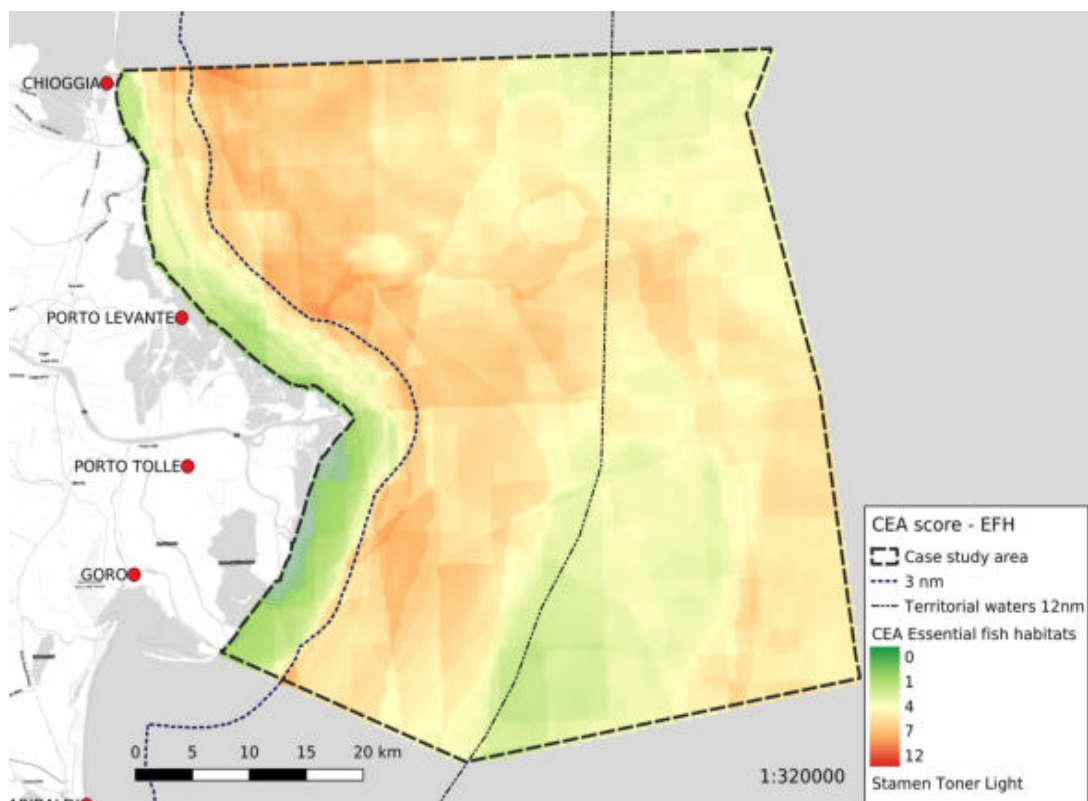 CHIOGGIA
PORTO LEVANTE
PORTO TOLLE
GORO
CEA score - EFH
Case study area
3 nm
Territorial waters 12nm
CEA Essential fish habitats
0
1
4
7
12
Stamen Toner Light
0 5 10 15 20 km
1:320000